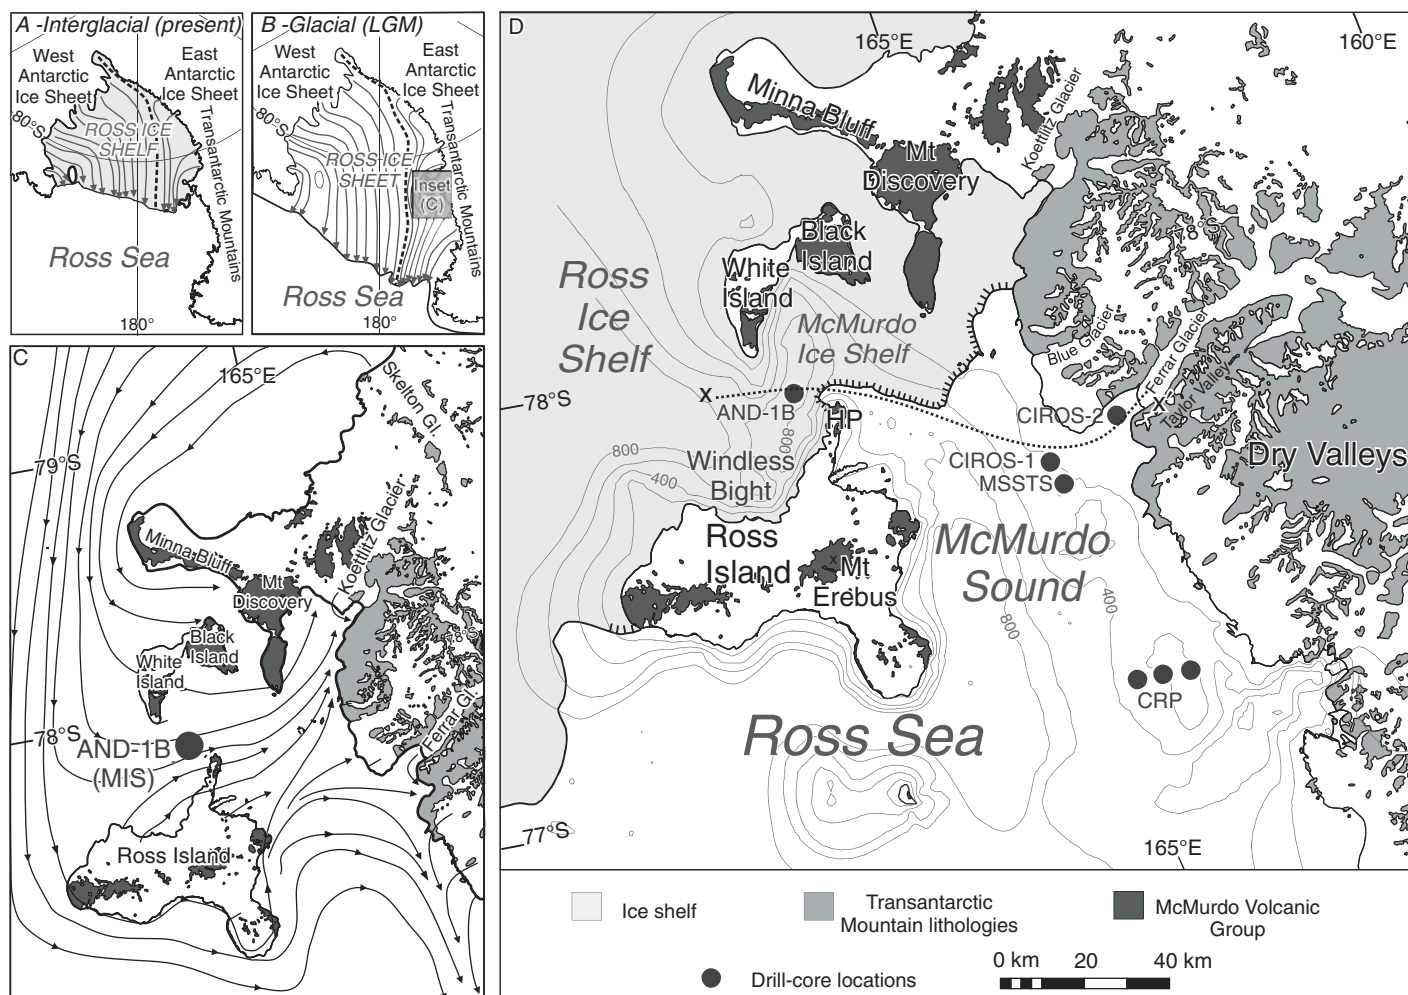 A -Interglacial (present)
West
Antarctic
Ice Sheet
East
Antarctic
Ice Sheet
80°S
ROSS ICE
SHELF
Transantarctic Mountains
Ross Sea
180°
B -Glacial (LGM)
West
Antarctic
Ice Sheet
East
Antarctic
Ice Sheet
80°S
ROSS ICE
SHEET
Inset
(C)
Transantarctic Mountains
Ross Sea
180°
C
165°E
Skelton Gl.
79°S
Minna Bluff
Koettlitz Glacier
Mt
Discovery
Black
Island
White
Island
78°S
78°S
AND-1B
(MIS)
Ferrar Gl.
Ross Island
D
165°E
160°E
Minna Bluff
Koettlitz Glacier
Mt
Discovery
78°S
Black
Island
White
Island
Ross
Ice
Shelf
McMurdo
Ice Shelf
Blue Glacier
Ferrar Glacier
Taylor Valley
78°S
x
x
AND-1B
HP
CIROS-2
800
800
400
Windless
Bight
CIROS-1
MSSTS
Dry Valleys
Ross
Island
x
Mt
Erebus
McMurdo
Sound
400
800
CRP
Ross Sea
77°S
165°E
Ice shelf
Transantarctic
Mountain lithologies
McMurdo Volcanic
Group
Drill-core locations
0 km 20 40 km